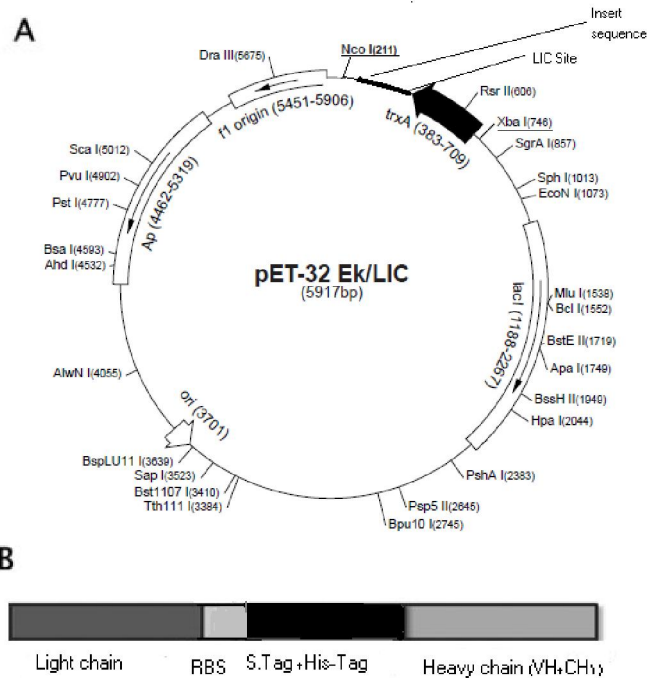 A
Insert
sequence
LIC Site
Nco I(211)
Dra III(5675)
Rsr II(606)
Xba I(746)
SgrA I(857)
Sph I(1013)
EcoN I(1073)
f1 origin (5451-5906)
trxA (383-709)
Sca I(5012)
Pvu I(4902)
Pst I(4777)
Bsa I(4593)
Ahd I(4532)
Ap (4462-5319)
pET-32 Ek/LIC
(5917bp)
lacI (1188-2267)
Mlu I(1538)
Bcl I(1552)
BstE II(1719)
Apa I(1749)
BssH II(1949)
Hpa I(2044)
AlwN I(4055)
ori (3701)
BspLU11 I(3639)
Sap I(3523)
Bst1107 I(3410)
Tth111 I(3384)
PshA I(2383)
Psp5 II(2645)
Bpu10 I(2745)
B
Light chain
RBS
S.Tag+His-Tag
Heavy chain (VH+CH1)